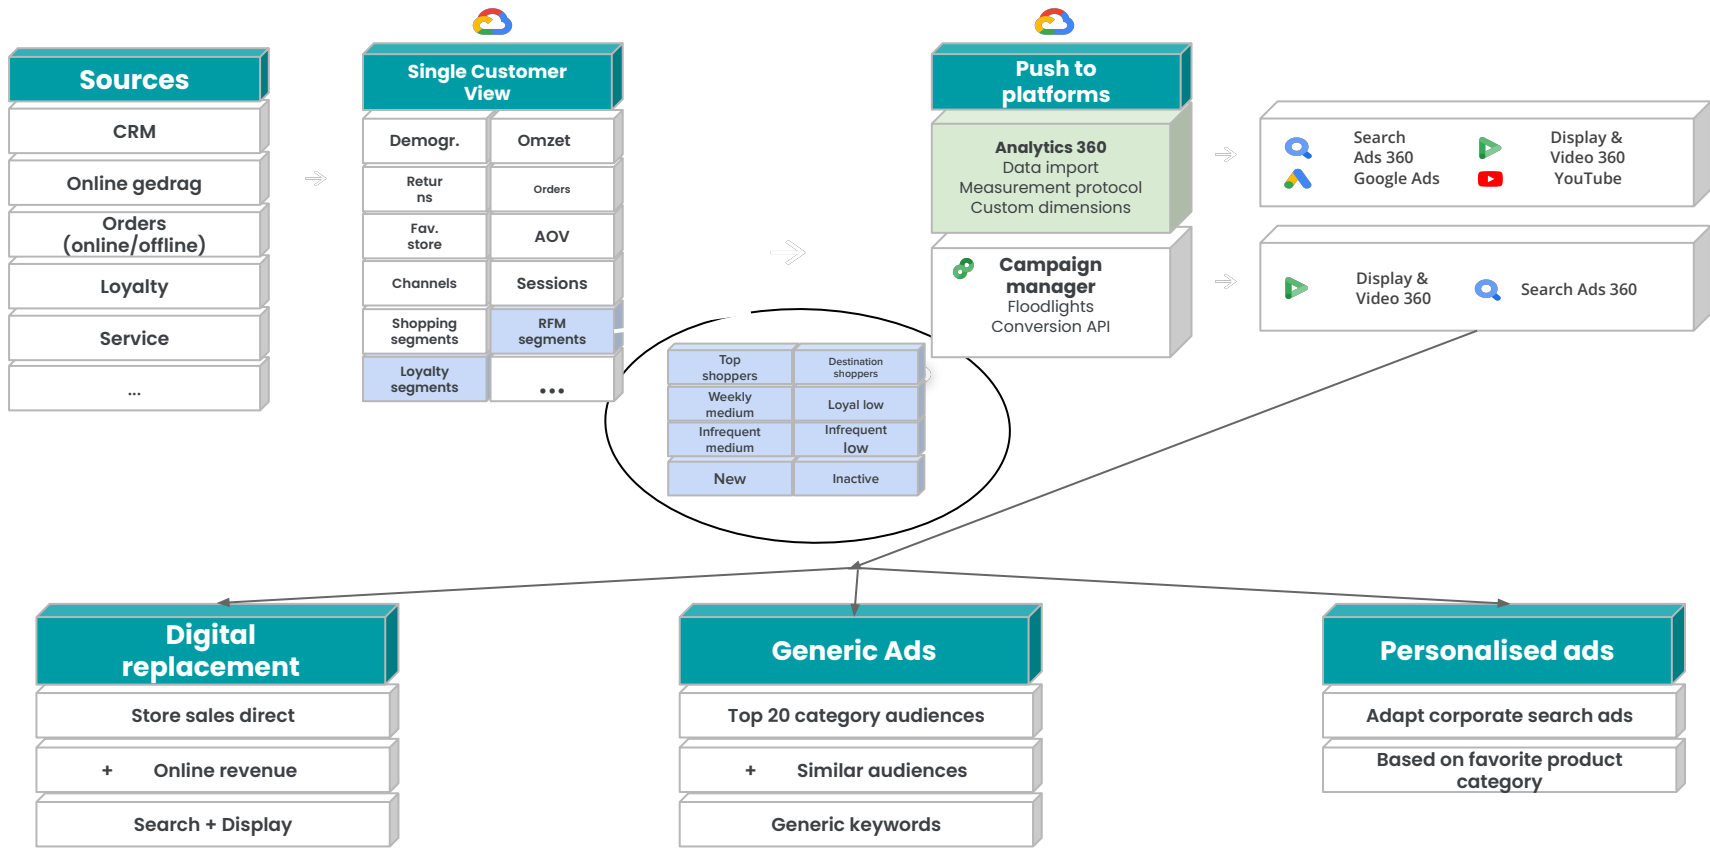 Sources
CRM
Online gedrag
Orders
(online/offline)
Loyalty
Service
...
Single Customer
View
Demogr.
Omzet
Retur
ns
Orders
Fav.
store
AOV
Channels
Sessions
Shopping
segments
RFM
segments
Loyalty
segments
...
Top
shoppers
Destination
shoppers
Weekly
medium
Loyal low
Infrequent
medium
Infrequent
low
New
Inactive
Push to
platforms
Analytics 360
Data import
Measurement protocol
Custom dimensions
Campaign
manager
Floodlights
Conversion API
Search
Ads 360
Google Ads
Display &
Video 360
YouTube
Display &
Video 360
Search Ads 360
Digital
replacement
Store sales direct
+ Online revenue
Search + Display
Generic Ads
Top 20 category audiences
+ Similar audiences
Generic keywords
Personalised ads
Adapt corporate search ads
Based on favorite product
category